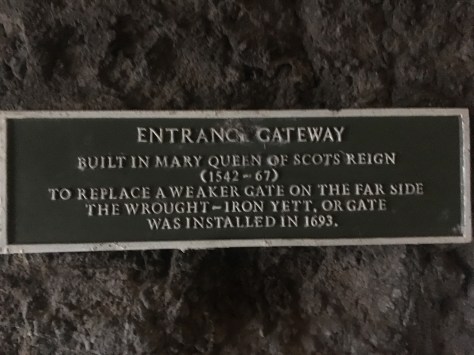 ENTRANCE GATEWAY
BUILT IN MARY QUEEN OF SCOTS REIGN
(1542-67)
TO REPLACE A WEAKER GATE ON THE FAR SIDE
THE WROUGHT-IRON YETT, OR GATE
WAS INSTALLED IN 1693.